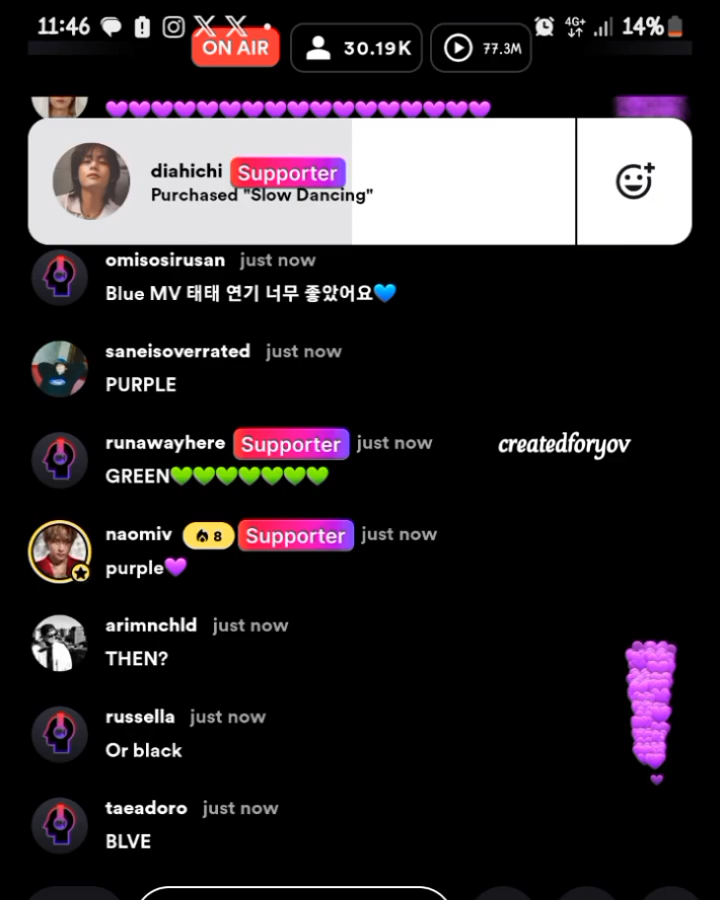 11:46
4G+
14%
ON AIR
30.19K
77.3M
diahichi Supporter
Purchased "Slow Dancing"
omisosirusan just now
Blue MV 태태 연기 너무 좋았어요💙
saneisoverrated just now
PURPLE
runawayhere Supporter just now
createdforyov
GREEN💚💚💚💚💚💚💚
naomiv 8 Supporter just now
purple💜
arimnchld just now
THEN?
russella just now
Or black
taeadoro just now
BLVE